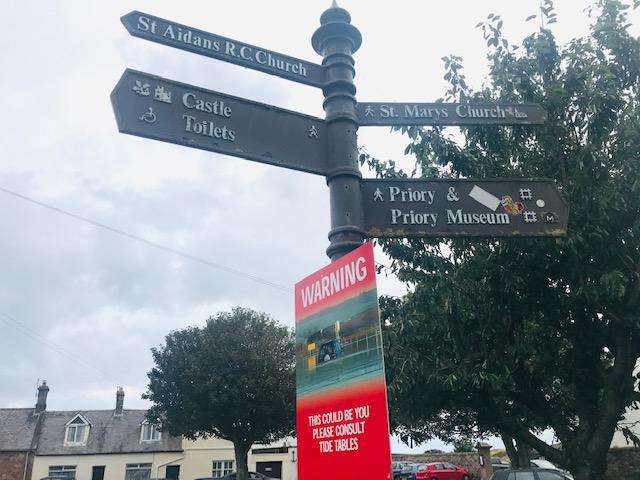 St Aidans R.C. Church
Castle
Toilets
St. Marys Church
Priory &
Priory Museum
WARNING
THIS COULD BE YOU
PLEASE CONSULT
TIDE TABLES